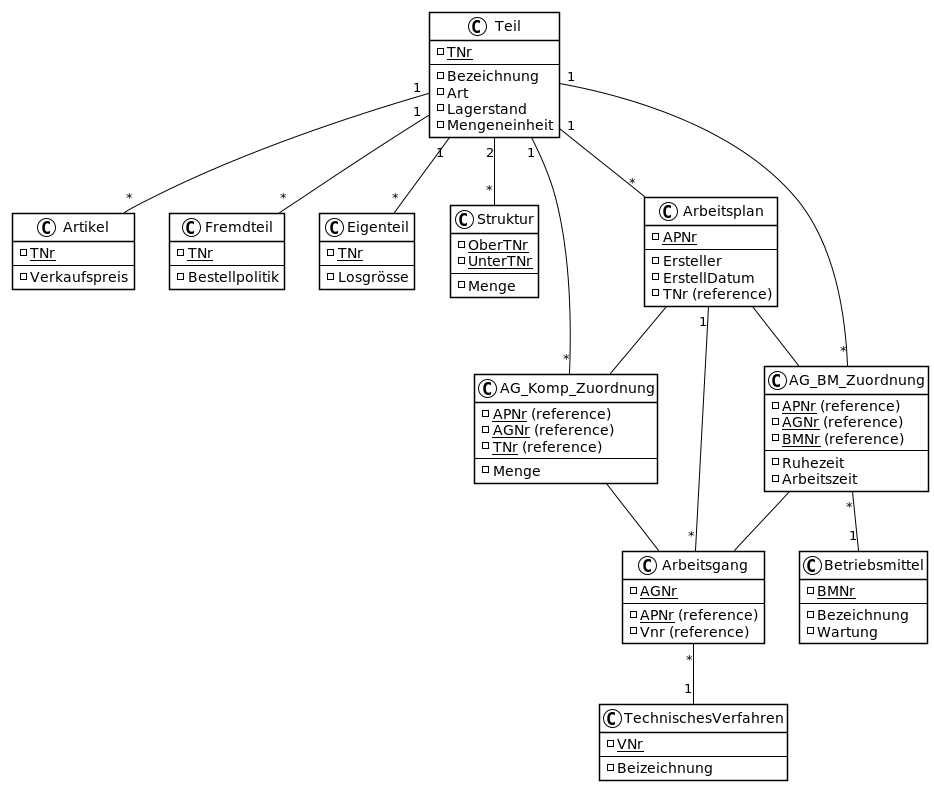 C Teil
TNr
Bezeichnung
Art
Lagerstand
Mengeneinheit
1
1
1
2
1
1
1
*
*
*
*
*
*
*
C Artikel
TNr
Verkaufspreis
C Fremdteil
TNr
Bestellpolitik
C Eigenteil
TNr
Losgrösse
C Struktur
OberTNr
UnterTNr
Menge
C Arbeitsplan
APNr
Ersteller
ErstellDatum
TNr (reference)
1
C AG_Komp_Zuordnung
APNr (reference)
AGNr (reference)
TNr (reference)
Menge
C AG_BM_Zuordnung
APNr (reference)
AGNr (reference)
BMNr (reference)
Ruhezeit
Arbeitszeit
*
*
1
C Arbeitsgang
AGNr
APNr (reference)
Vnr (reference)
C Betriebsmittel
BMNr
Bezeichnung
Wartung
*
1
C TechnischesVerfahren
VNr
Beizeichnung